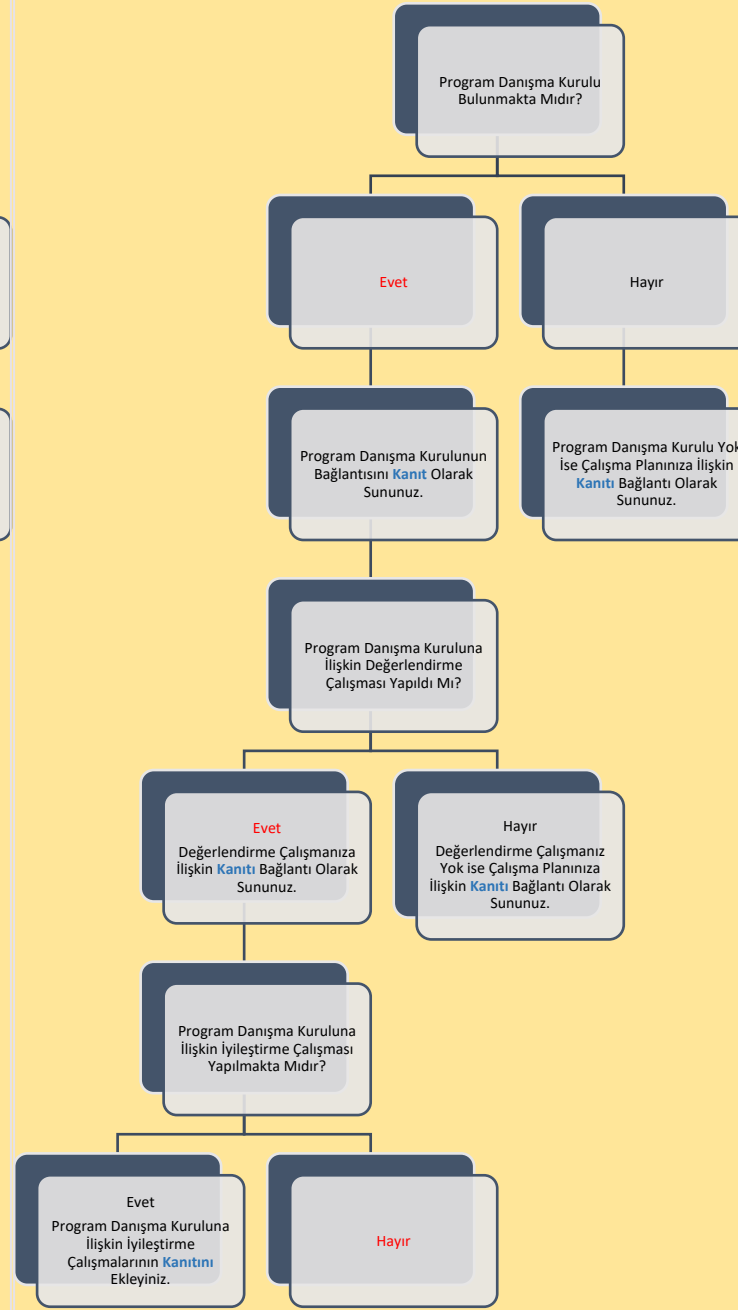 Program Danışma Kurulu
Bulunmakta Mıdır?
Evet
Hayır
Program Danışma Kurulunun
Bağlantısını Kanıt Olarak
Sununuz.
Program Danışma Kurulu Yok
İse Çalışma Planınıza İlişkin
Kanıtı Bağlantı Olarak
Sununuz.
Program Danışma Kuruluna
İlişkin Değerlendirme
Çalışması Yapıldı Mı?
Evet
Değerlendirme Çalışmanıza
İlişkin Kanıtı Bağlantı Olarak
Sununuz.
Hayır
Değerlendirme Çalışmanız
Yok ise Çalışma Planınıza
İlişkin Kanıtı Bağlantı Olarak
Sununuz.
Program Danışma Kuruluna
İlişkin İyileştirme Çalışması
Yapılmakta Mıdır?
Evet
Program Danışma Kuruluna
İlişkin İyileştirme
Çalışmalarının Kanıtını
Ekleyiniz.
Hayır